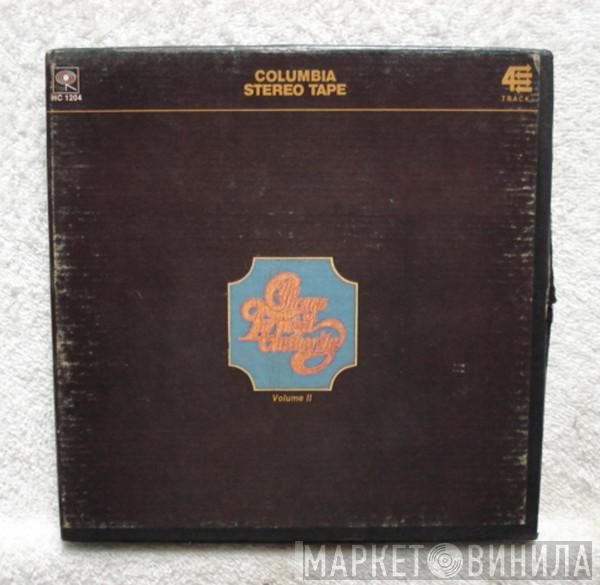 COLUMBIA
STEREO TAPE
HC 1204
4
TRACK
Chicago
Transit
Authority
Volume II
МАРКЕТ ВИНИЛА